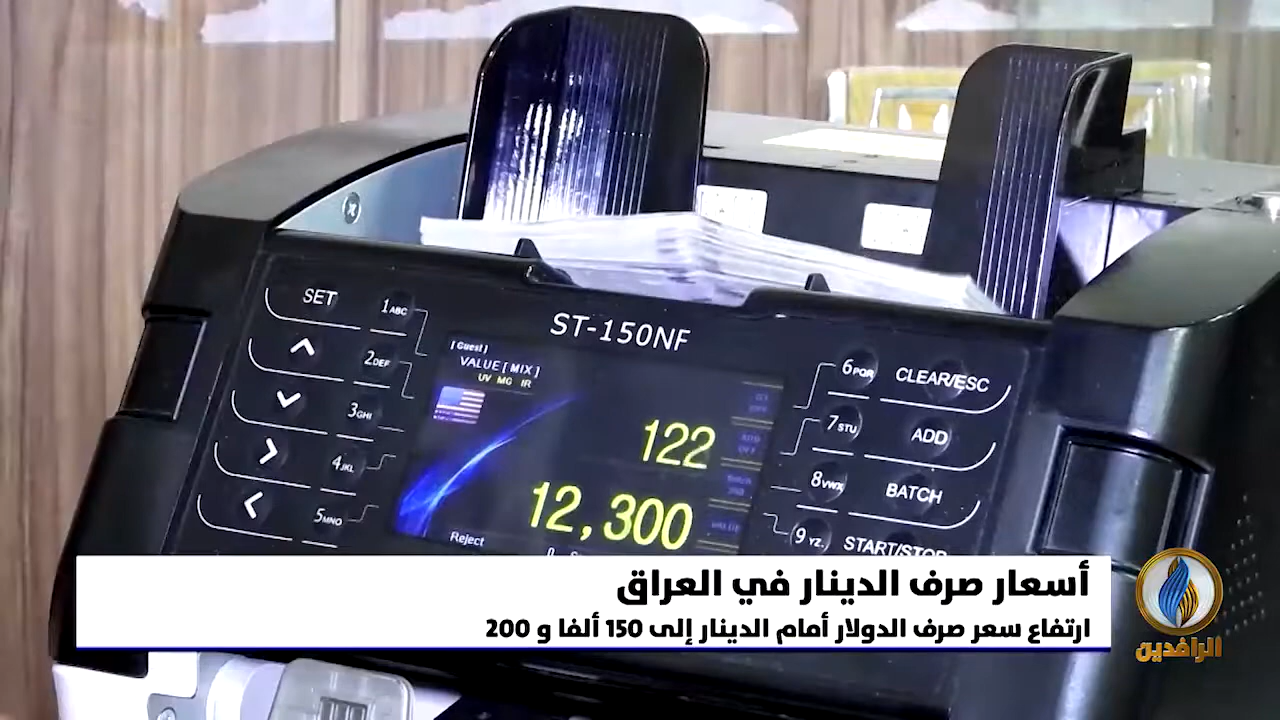 ST-150NF
SET
1ABC
2DEF
3GHI
4JKL
5MNO
[ Guest ]
VALUE [ MIX ]
UV MG IR
122
12,300
Reject
6PQR
CLEAR/ESC
7STU
ADD
8VWX
BATCH
9YZ.
START/STOP
أسعار صرف الدينار في العراق
ارتفاع سعر صرف الدولار أمام الدينار إلى 150 ألفا و 200
الرافدين